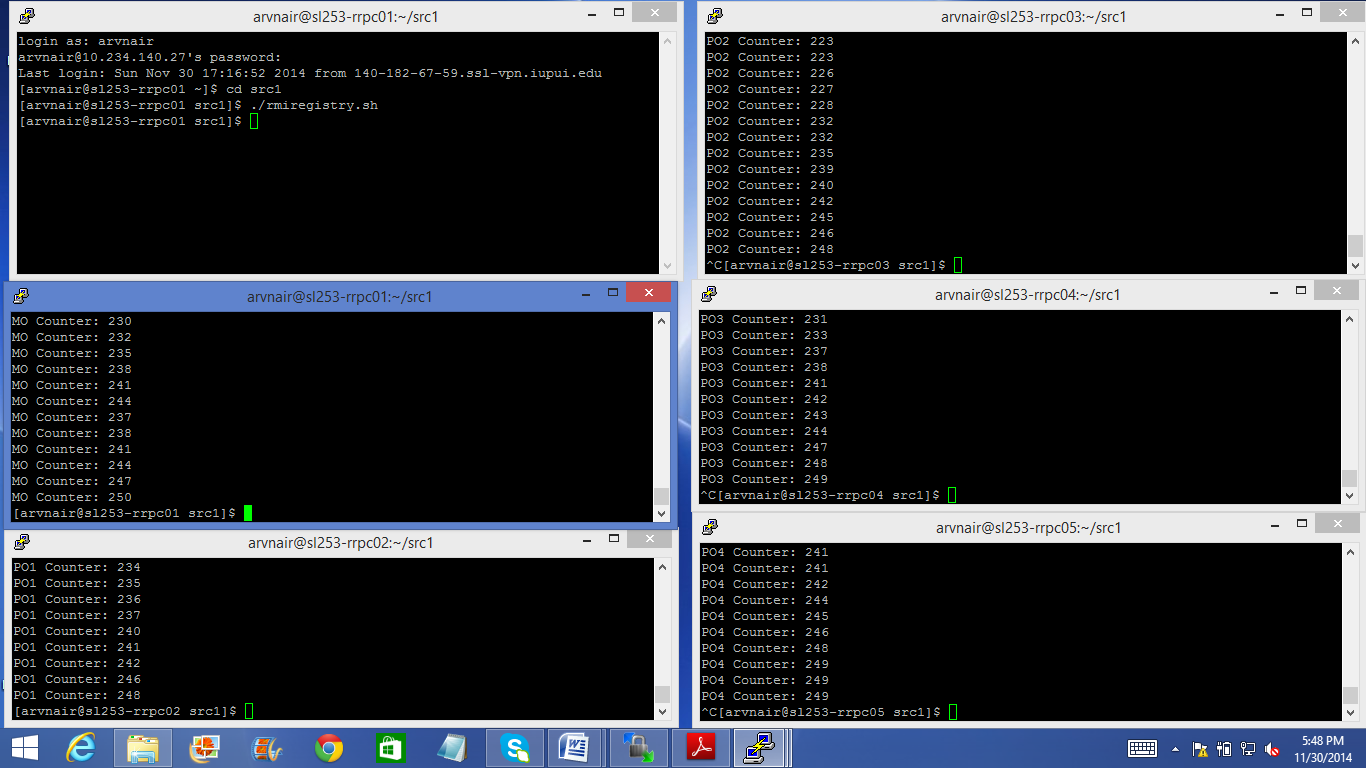 arvnair@sl253-rrpc01:~/src1
login as: arvnair
arvnair@10.234.140.27's password:
Last login: Sun Nov 30 17:16:52 2014 from 140-182-67-59.ssl-vpn.iupui.edu
[arvnair@sl253-rrpc01 ~]$ cd src1
[arvnair@sl253-rrpc01 src1]$ ./rmiregistry.sh
[arvnair@sl253-rrpc01 src1]$
arvnair@sl253-rrpc01:~/src1
MO Counter: 230
MO Counter: 232
MO Counter: 235
MO Counter: 238
MO Counter: 241
MO Counter: 244
MO Counter: 237
MO Counter: 238
MO Counter: 241
MO Counter: 244
MO Counter: 247
MO Counter: 250
[arvnair@sl253-rrpc01 src1]$
arvnair@sl253-rrpc02:~/src1
PO1 Counter: 234
PO1 Counter: 235
PO1 Counter: 236
PO1 Counter: 237
PO1 Counter: 240
PO1 Counter: 241
PO1 Counter: 242
PO1 Counter: 246
PO1 Counter: 248
[arvnair@sl253-rrpc02 src1]$
arvnair@sl253-rrpc03:~/src1
PO2 Counter: 223
PO2 Counter: 223
PO2 Counter: 226
PO2 Counter: 227
PO2 Counter: 228
PO2 Counter: 232
PO2 Counter: 232
PO2 Counter: 235
PO2 Counter: 239
PO2 Counter: 240
PO2 Counter: 242
PO2 Counter: 245
PO2 Counter: 246
PO2 Counter: 248
^C[arvnair@sl253-rrpc03 src1]$
arvnair@sl253-rrpc04:~/src1
PO3 Counter: 231
PO3 Counter: 233
PO3 Counter: 237
PO3 Counter: 238
PO3 Counter: 241
PO3 Counter: 242
PO3 Counter: 243
PO3 Counter: 244
PO3 Counter: 247
PO3 Counter: 248
PO3 Counter: 249
^C[arvnair@sl253-rrpc04 src1]$
arvnair@sl253-rrpc05:~/src1
PO4 Counter: 241
PO4 Counter: 241
PO4 Counter: 242
PO4 Counter: 244
PO4 Counter: 245
PO4 Counter: 246
PO4 Counter: 248
PO4 Counter: 249
PO4 Counter: 249
PO4 Counter: 249
^C[arvnair@sl253-rrpc05 src1]$
5:48 PM
11/30/2014